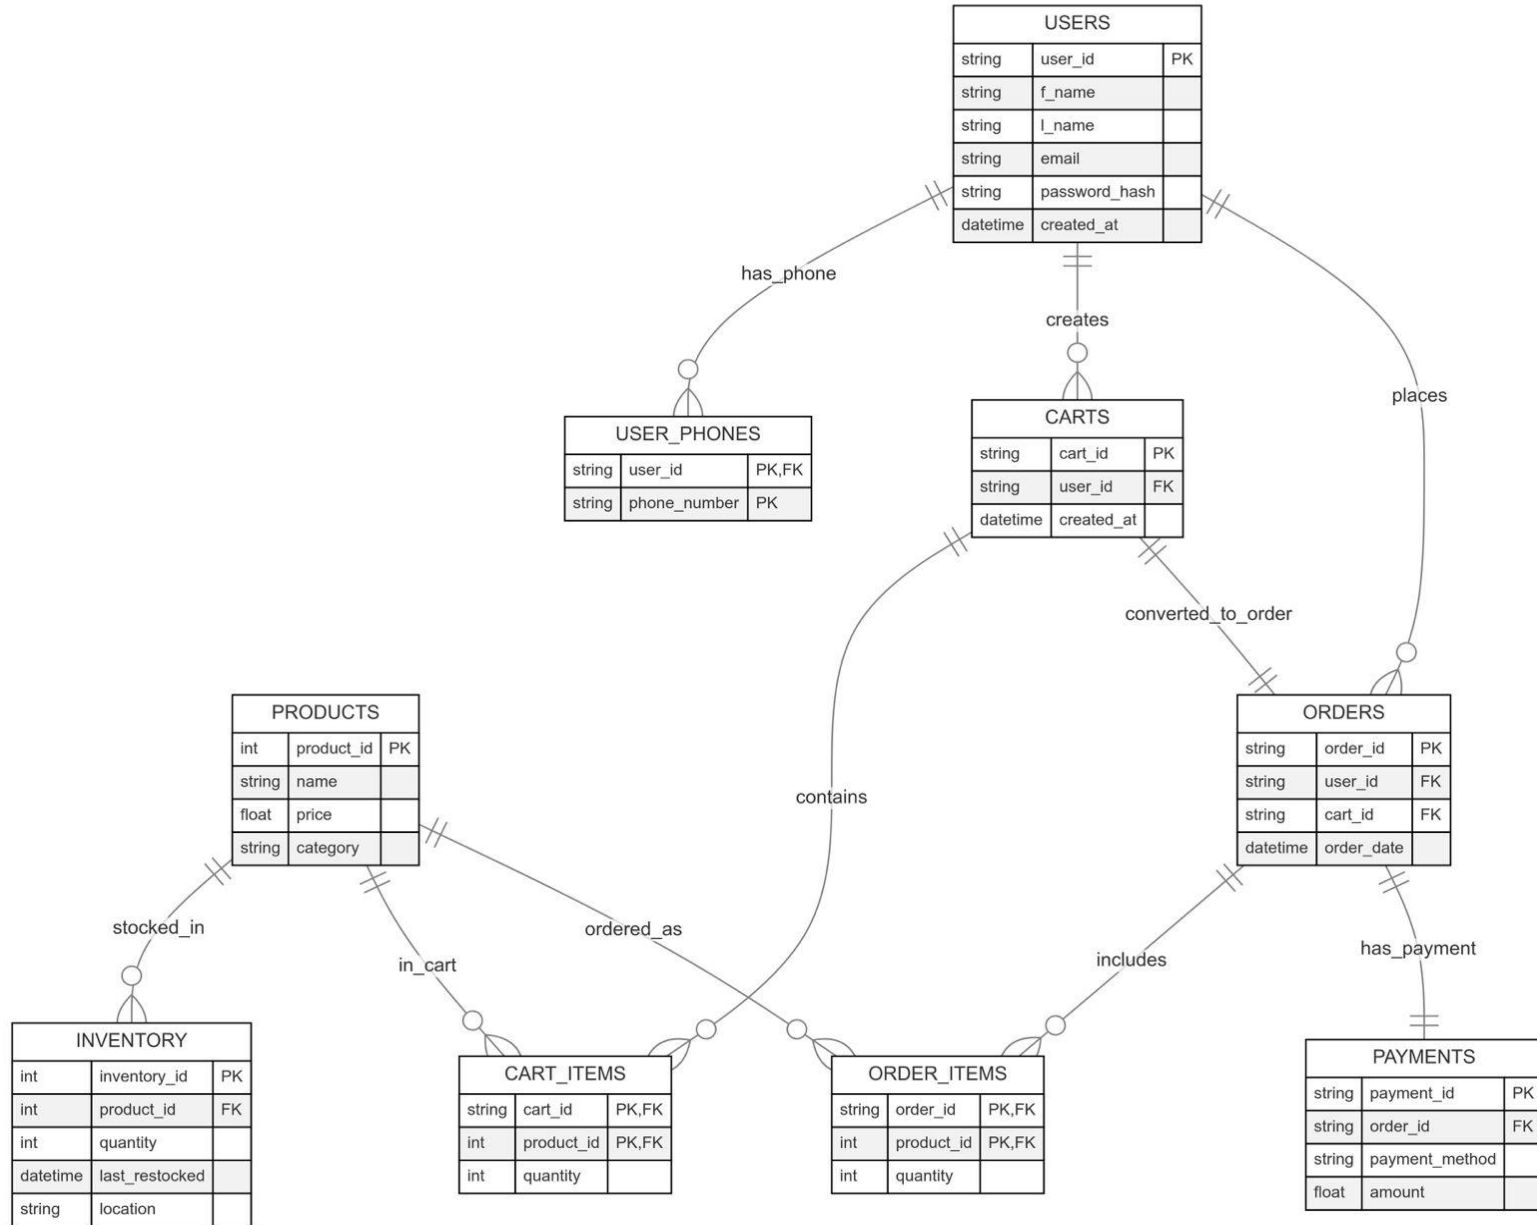 USERS
string user_id PK
string f_name
string l_name
string email
string password_hash
datetime created_at
has_phone
creates
places
USER_PHONES
string user_id PK,FK
string phone_number PK
CARTS
string cart_id PK
string user_id FK
datetime created_at
converted_to_order
PRODUCTS
int product_id PK
string name
float price
string category
contains
ORDERS
string order_id PK
string user_id FK
string cart_id FK
datetime order_date
stocked_in
in_cart
ordered_as
includes
has_payment
INVENTORY
int inventory_id PK
int product_id FK
int quantity
datetime last_restocked
string location
CART_ITEMS
string cart_id PK,FK
int product_id PK,FK
int quantity
ORDER_ITEMS
string order_id PK,FK
int product_id PK,FK
int quantity
PAYMENTS
string payment_id PK
string order_id FK
string payment_method
float amount